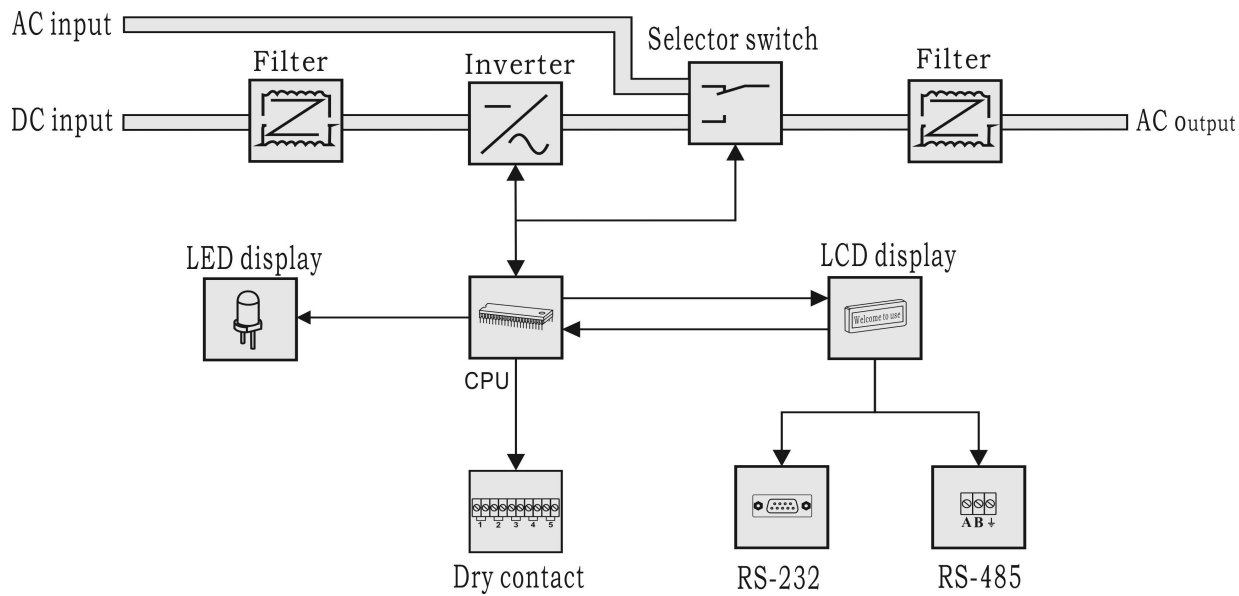 AC input
Selector switch
Filter
Inverter
Filter
DC input
AC output
LED display
LCD display
Welcome to use
CPU
1 2 3 4 5
A B
Dry contact
RS-232
RS-485